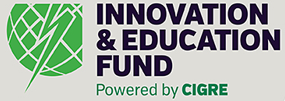 INNOVATION
& EDUCATION
FUND
Powered by CIGRE